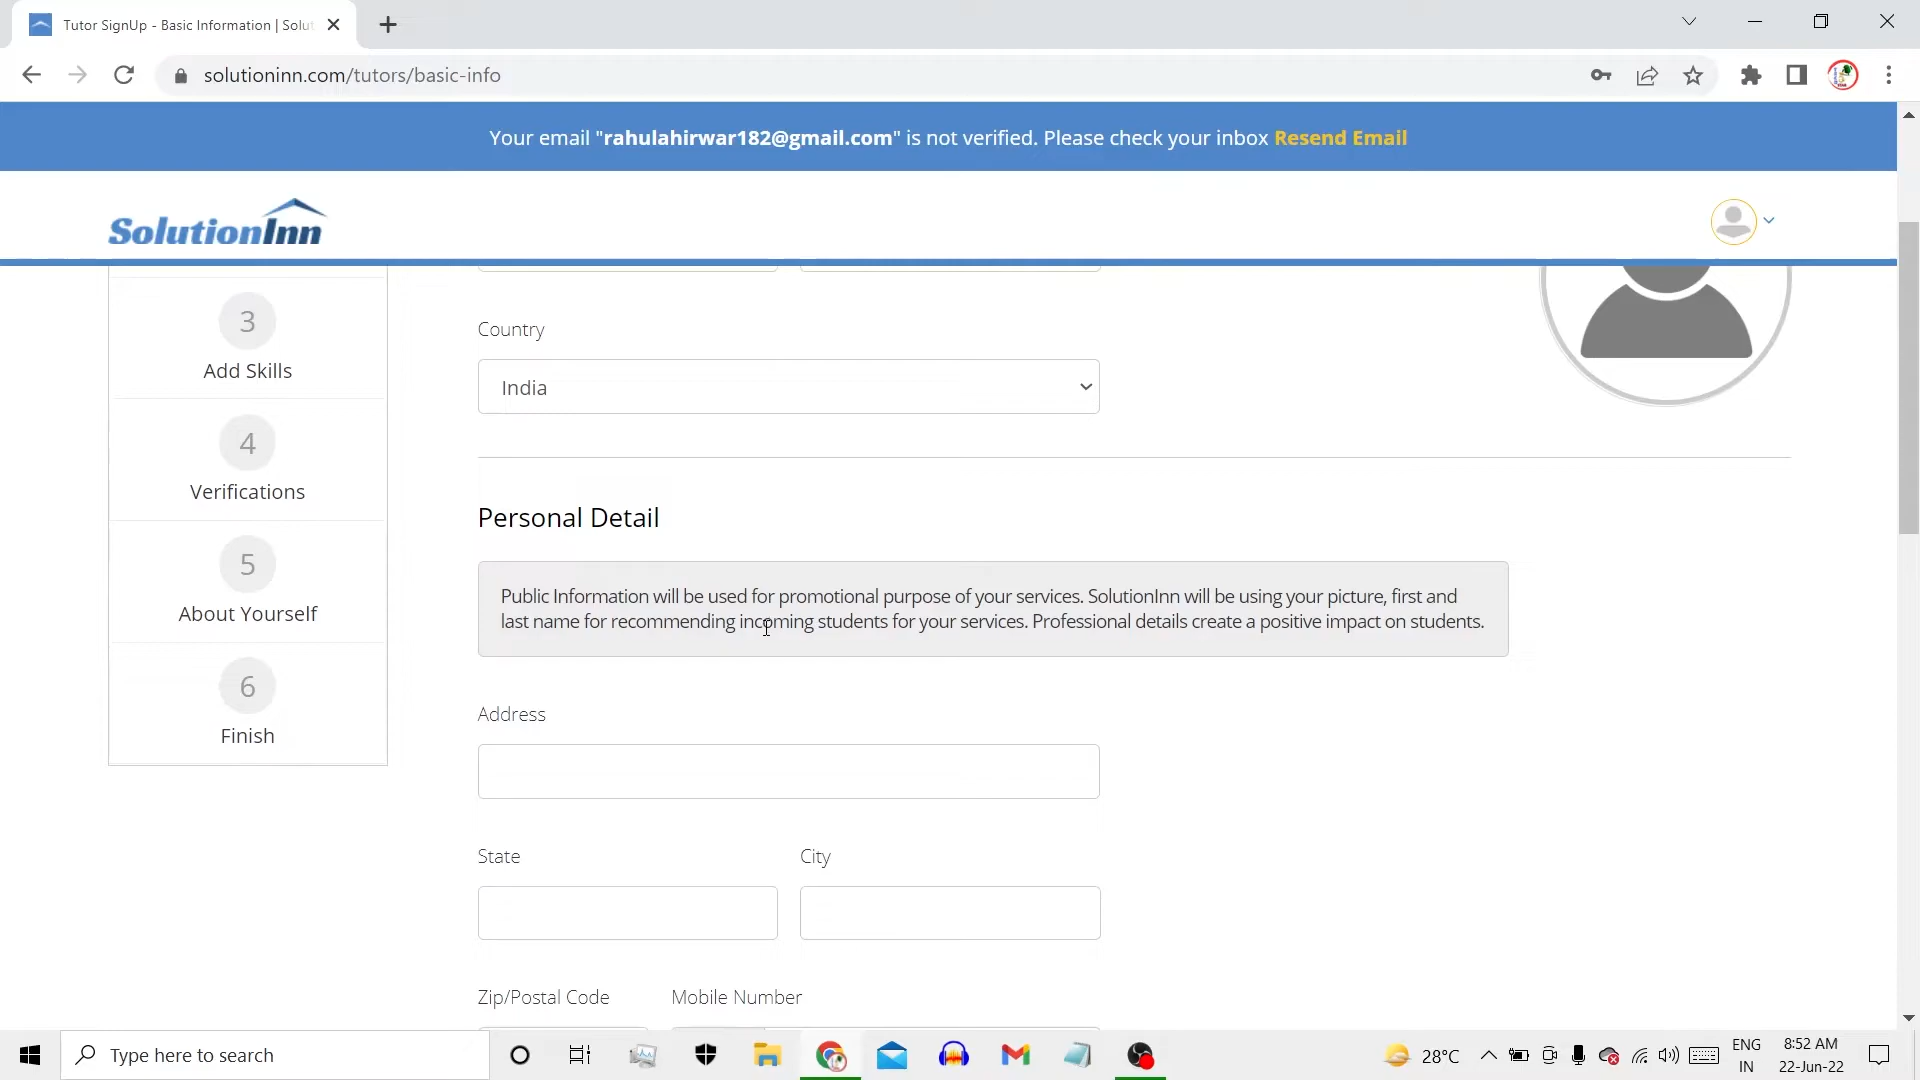 Tutor SignUp - Basic Information | Solut
solutioninn.com/tutors/basic-info
Your email "rahulahirwar182@gmail.com" is not verified. Please check your inbox Resend Email
SolutionInn
3
Add Skills
4
Verifications
5
About Yourself
6
Finish
Country
India
Personal Detail
Public Information will be used for promotional purpose of your services. SolutionInn will be using your picture, first and
last name for recommending incoming students for your services. Professional details create a positive impact on students.
Address
State
City
Zip/Postal Code
Mobile Number
Type here to search
28°C
ENG
IN
8:52 AM
22-Jun-22